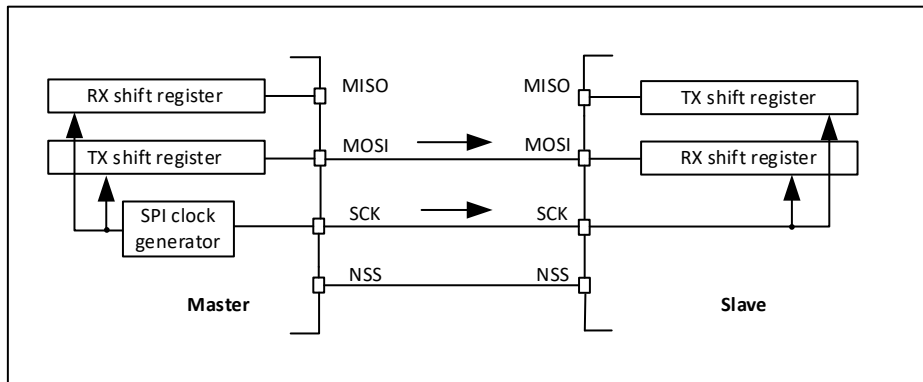 MISO
MISO
RX shift register
TX shift register
MOSI
MOSI
TX shift register
RX shift register
SCK
SCK
SPI clock
generator
NSS
NSS
Master
Slave